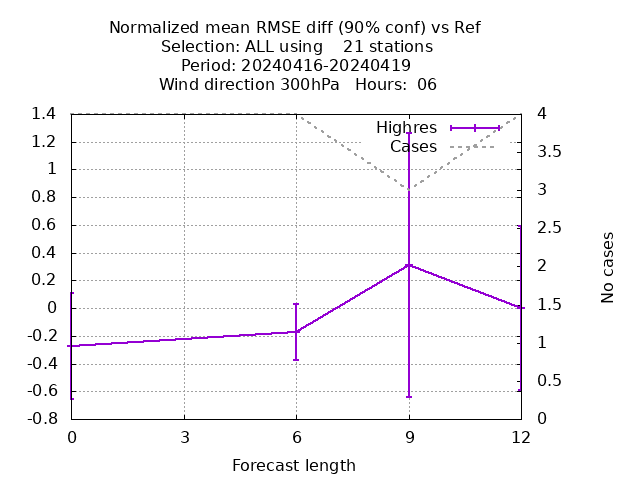 Normalized mean RMSE diff (90% conf) vs Ref
Selection: ALL using    21 stations
Period: 20240416-20240419
Wind direction 300hPa   Hours:  06
Highres
Cases
1.4
1.2
1
0.8
0.6
0.4
0.2
0
-0.2
-0.4
-0.6
-0.8
4
3.5
3
2.5
2
1.5
1
0.5
0
No cases
0 3 6 9 12
Forecast length